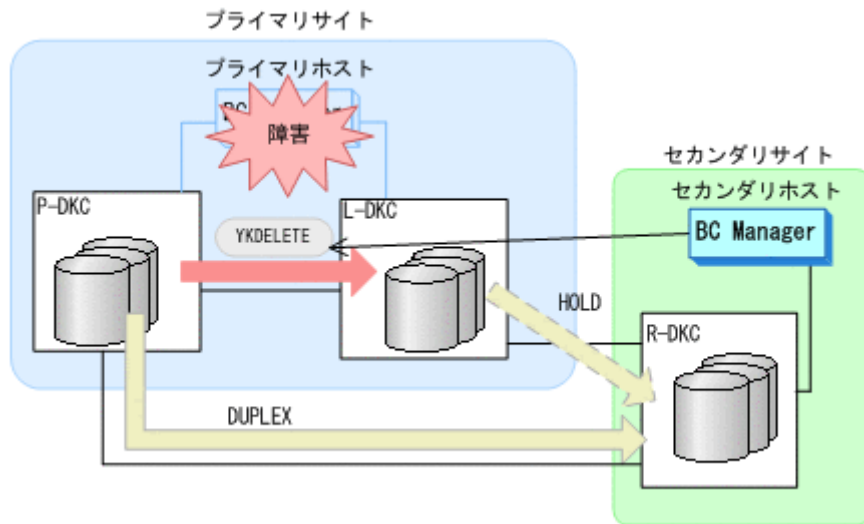 プライマリサイト
プライマリホスト
障害
セカンダリサイト
セカンダリホスト
P-DKC
L-DKC
BC Manager
YKDELETE
HOLD
R-DKC
DUPLEX